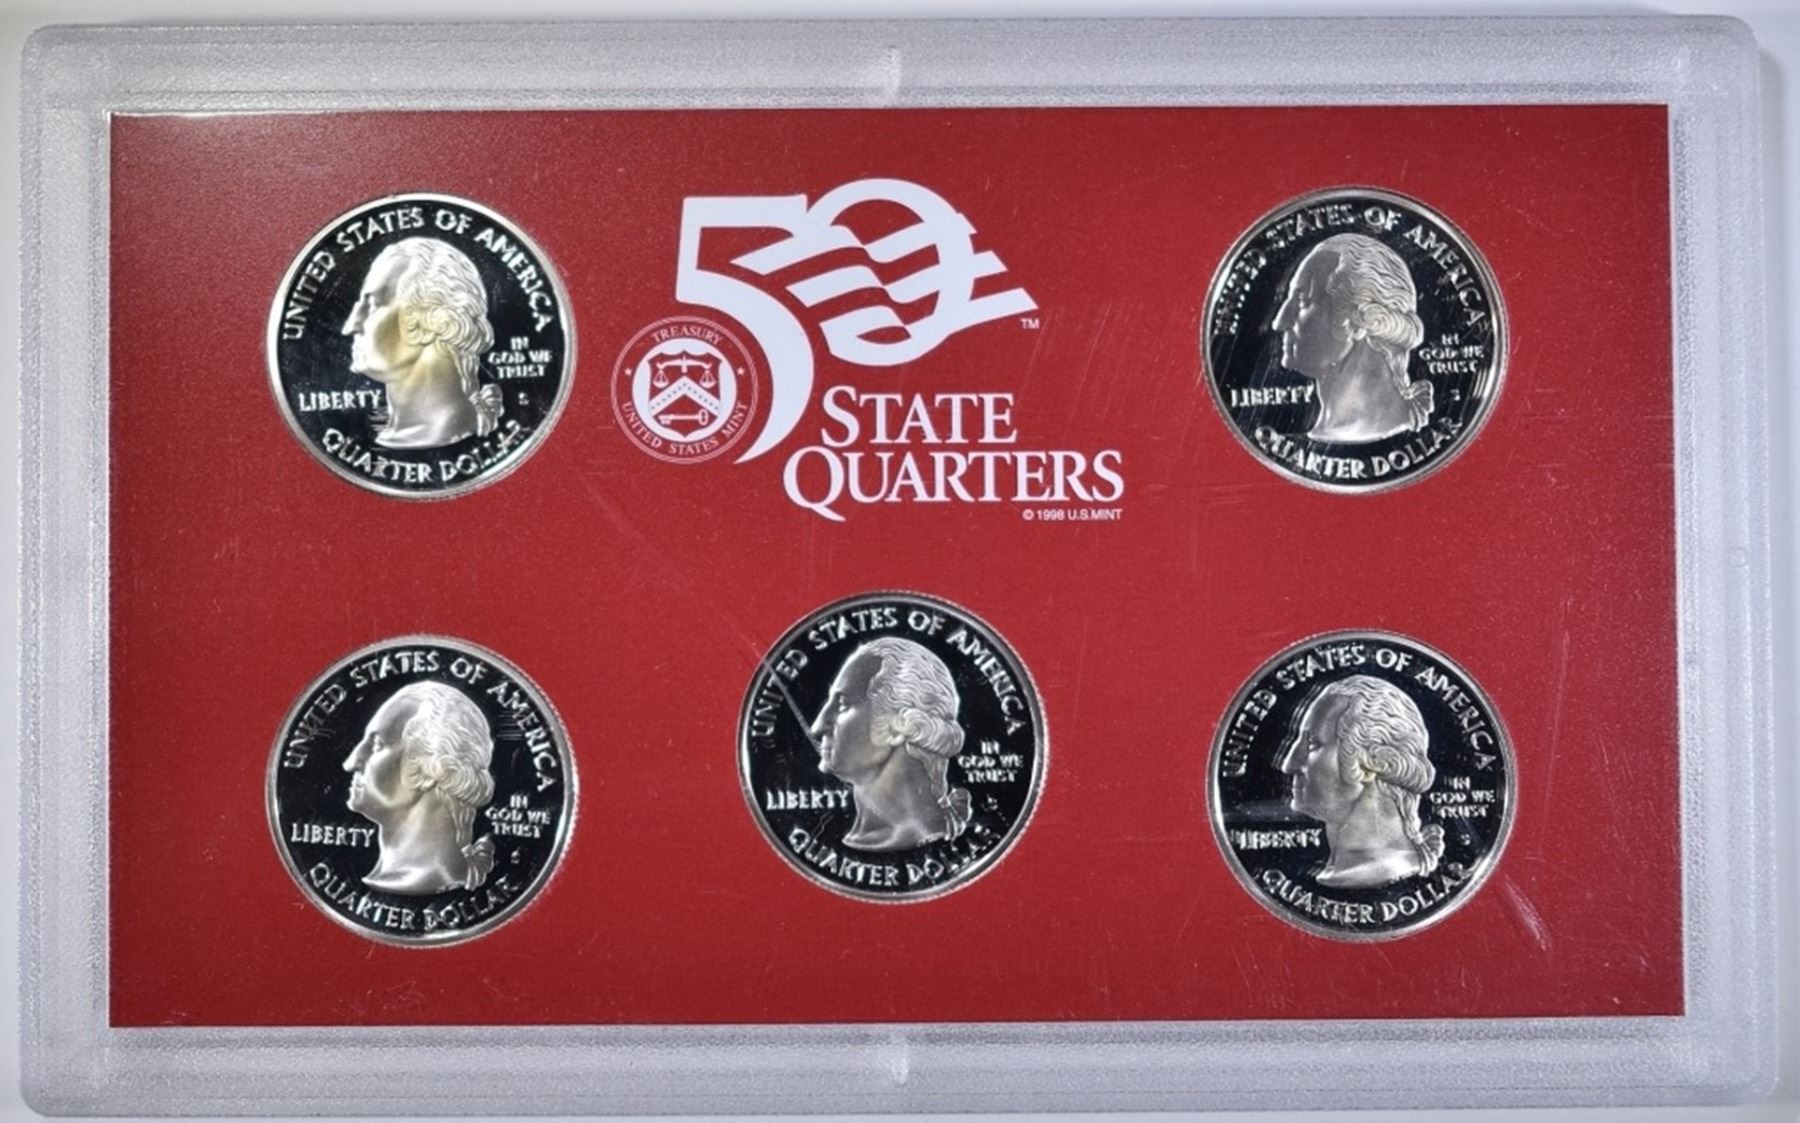 UNITED STATES OF AMERICA
IN
GOD WE
TRUST
LIBERTY
S
QUARTER DOLLAR
50
TM
TREASURY
UNITED STATES MINT
STATE
QUARTERS
© 1998 U.S.MINT
UNITED STATES OF AMERICA
IN
GOD WE
TRUST
LIBERTY
S
QUARTER DOLLAR
UNITED STATES OF AMERICA
IN
GOD WE
TRUST
LIBERTY
S
QUARTER DOLLAR
UNITED STATES OF AMERICA
IN
GOD WE
TRUST
LIBERTY
S
QUARTER DOLLAR
UNITED STATES OF AMERICA
IN
GOD WE
TRUST
LIBERTY
S
QUARTER DOLLAR